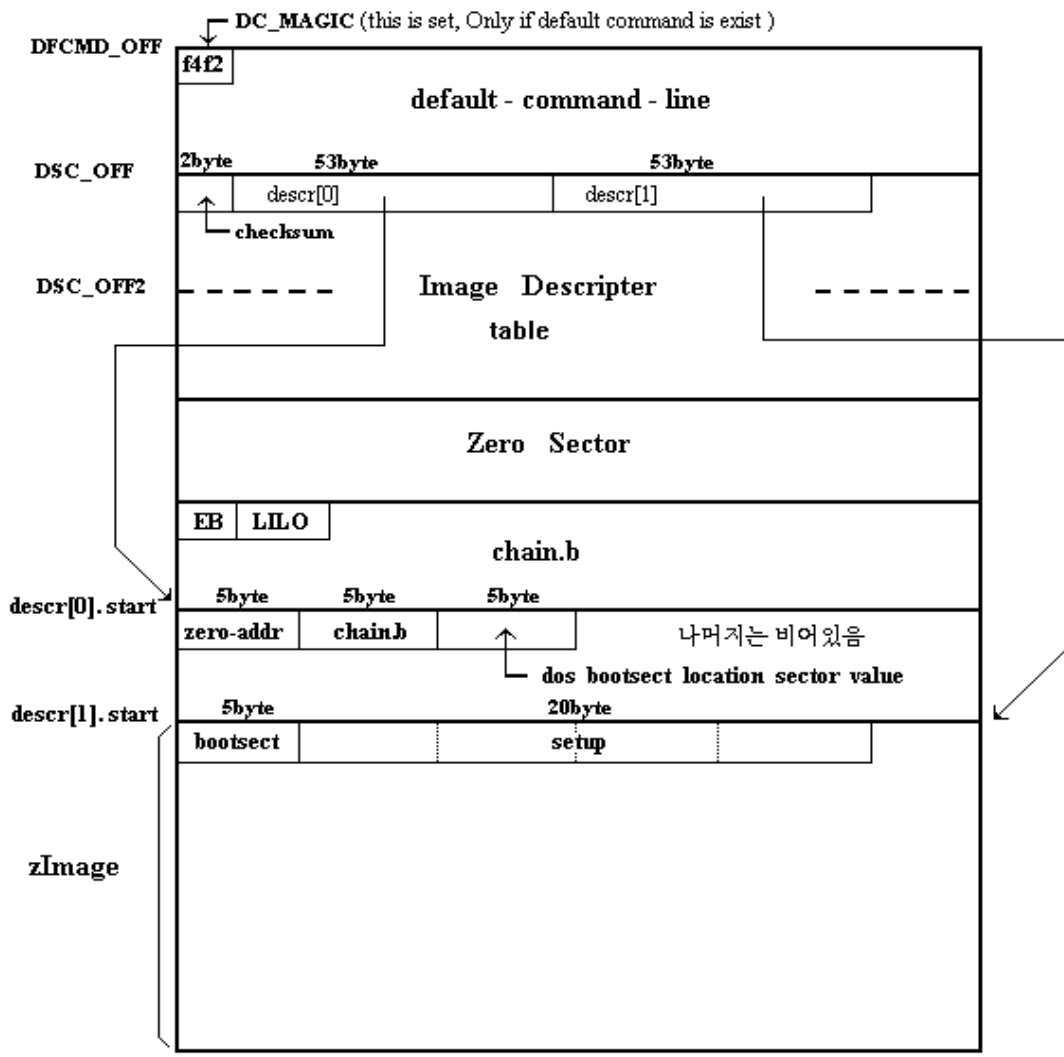 DC_MAGIC (this is set, Only if default command is exist )
DFCMD_OFF
f4f2
default - command - line
DSC_OFF
2byte 53byte 53byte
descr[0] descr[1]
checksum
DSC_OFF2
Image Descripter
table
Zero Sector
EB LILO
chain.b
descr[0].start
5byte 5byte 5byte
zero-addr chain.b 나머지는 비어있음
dos bootsect location sector value
descr[1].start
5byte 20byte
bootsect setup
zImage